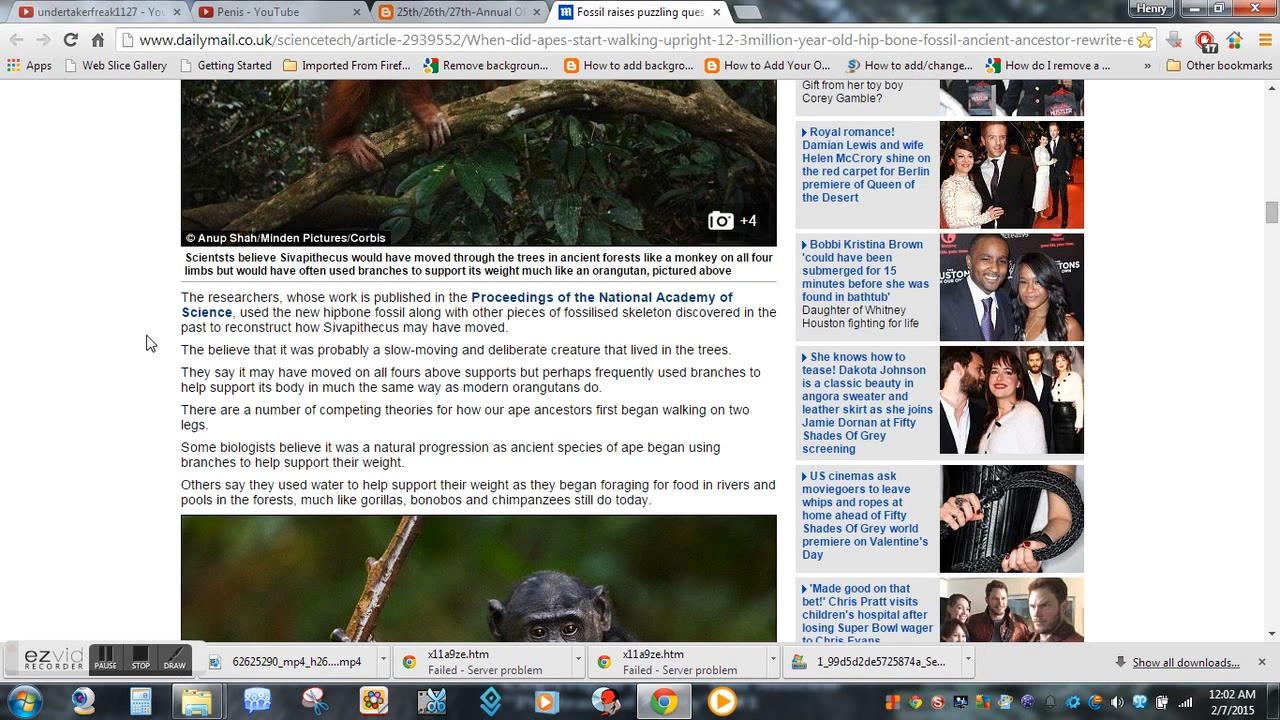 undertakerfreak1127 - You
Penis - YouTube
25th/26th/27th-Annual O
Fossil raises puzzling ques
Henry
www.dailymail.co.uk/sciencetech/article-2939552/When-did-apes-start-walking-upright-12-3million-year-old-hip-bone-fossil-ancient-ancestor-rewrite-e
17
Apps
Web Slice Gallery
Getting Started
Imported From Firef...
Remove backgroun...
How to add backgro...
How to Add Your O...
How to add/change...
How do I remove a ...
»
Other bookmarks
+4
© Anup Shah/Minden Pictures/Corbis
Scientsts believe Sivapithecus would have moved through the trees in ancient forests like a monkey on all four
limbs but would have often used branches to support its weight much like an oranguan, pictured above
The researchers, whose work is published in the Proceedings of the National Academy of
Science, used the new hipbone fossil along with other pieces of fossilised skeleton discovered in the
past to reconstruct how Sivapithecus may have moved.
The believe that it was probably a slow-moving and deliberate creature that lived in the trees.
They say it may have moved on all fours above supports but perhaps frequently used branches to
help support its body in much the same way as modern orangutans do.
There are a number of competing theories for how our ape ancestors first began walking on two
legs.
Some biologists believe it was a natural progression as ancient species of ape began using
branches to help support their weight.
Others say they used water to help support their weight as they began foraging for food in rivers and
pools in the forests, much like gorillas, bonobos and chimpanzees still do today.
Gift from her toy boy
Corey Gamble?
Royal romance!
Damian Lewis and wife
Helen McCrory shine on
the red carpet for Berlin
premiere of Queen of
the Desert
Bobbi Kristina Brown
'could have been
submerged for 15
minutes before she was
found in bathtub'
Daughter of Whitney
Houston fighting for life
She knows how to
tease! Dakota Johnson
is a classic beauty in
angora sweater and
leather skirt as she joins
Jamie Dornan at Fifty
Shades Of Grey
screening
US cinemas ask
moviegoers to leave
whips and ropes at
home ahead of Fifty
Shades Of Grey world
premiere on Valentine's
Day
'Made good on that
bet!' Chris Pratt visits
children's hospital after
losing Super Bowl wager
to Chris Evans
ezvid
RECORDER
PAUSE
STOP
DRAW
62625290_mp4_h26....mp4
x11a9ze.htm
Failed - Server problem
x11a9ze.htm
Failed - Server problem
1_99d5d2de5725874a_Se...
Show all downloads...
12:02 AM
2/7/2015